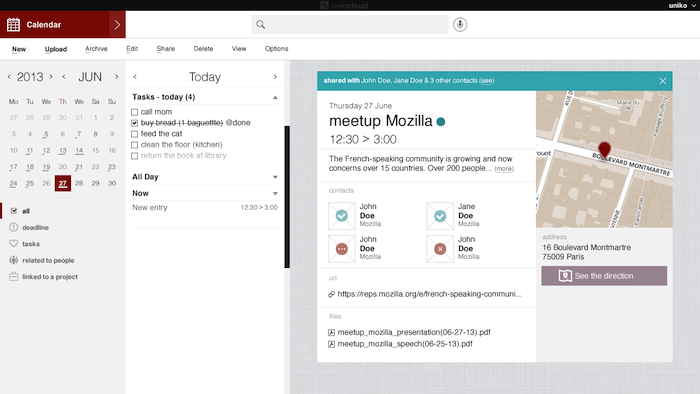 owncloud
unika
Calendar
New Upload Archive Edit Share Delete View Options
2013 JUN
Mo Tu We Th Fr Sa Su
27 28 29 30 31 1 2
3 4 5 6 7 8 9
10 11 12 13 14 15 16
17 18 19 20 21 22 23
24 25 26 27 28 29 30
all
deadline
tasks
related to people
linked to a project
Today
Tasks - today (4)
call mom
buy bread (1 baguettte) @done
feed the cat
clean the floor (kitchen)
return the book at library
All Day
Now
New entry 12:30 > 3:00
shared with John Doe, Jane Doe & 3 other contacts (see)
Thursday 27 June
meetup Mozilla
12:30 > 3:00
The French-speaking community is growing and now
concerns over 15 countries. Over 200 people... (more)
contacts
John
Doe
Mozilla
Jane
Doe
Mozilla
John
Doe
Mozilla
John
Doe
Mozilla
url
https://reps.mozilla.org/e/french-speaking-communi...
files
meetup_mozilla_presentation(06-27-13).pdf
meetup_mozilla_speech(06-25-13).pdf
BOULEVARD MONTMARTRE
address
16 Boulevard Montmartre
75009 Paris
See the direction